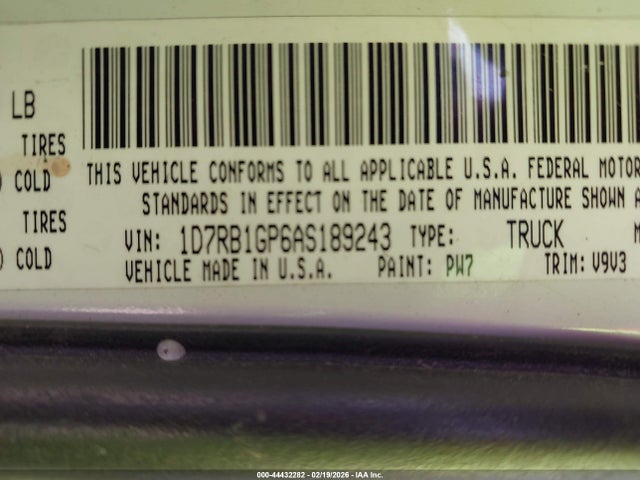 LB
TIRES
) COLD
THIS VEHICLE CONFORMS TO ALL APPLICABLE U.S.A. FEDERAL MOTOR
STANDARDS IN EFFECT ON THE DATE OF MANUFACTURE SHOWN A
TIRES
) COLD
VIN: 1D7RB1GP6AS189243 TYPE: TRUCK M
VEHICLE MADE IN U.S.A. PAINT: PW7 TRIM: V9V3
000-44432282 - 02/19/2026 - IAA Inc.